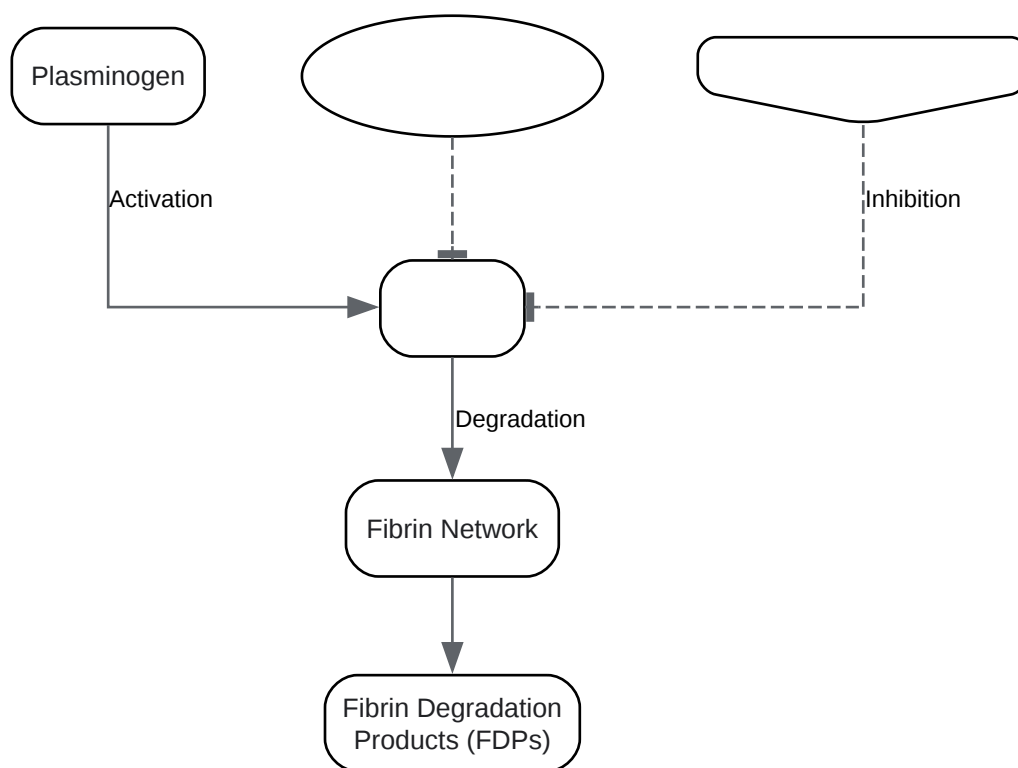 Plasminogen
Activation
Inhibition
Degradation
Fibrin Network
Fibrin Degradation
Products (FDPs)